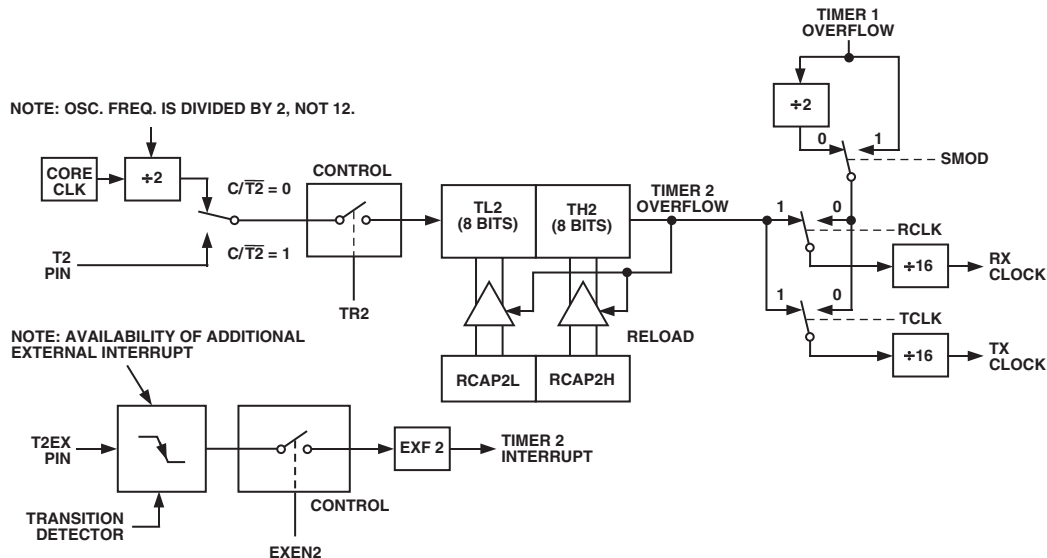 TIMER 1
OVERFLOW
÷2
0
1
SMOD
NOTE: OSC. FREQ. IS DIVIDED BY 2, NOT 12.
CORE
CLK
÷2
C/T2̅ = 0
C/T2̅ = 1
T2
PIN
CONTROL
TR2
TL2
(8 BITS)
TH2
(8 BITS)
TIMER 2
OVERFLOW
RELOAD
RCAP2L
RCAP2H
1
0
RCLK
÷16
RX
CLOCK
1
0
TCLK
÷16
TX
CLOCK
NOTE: AVAILABILITY OF ADDITIONAL
EXTERNAL INTERRUPT
T2EX
PIN
TRANSITION
DETECTOR
CONTROL
EXEN2
EXF 2
TIMER 2
INTERRUPT